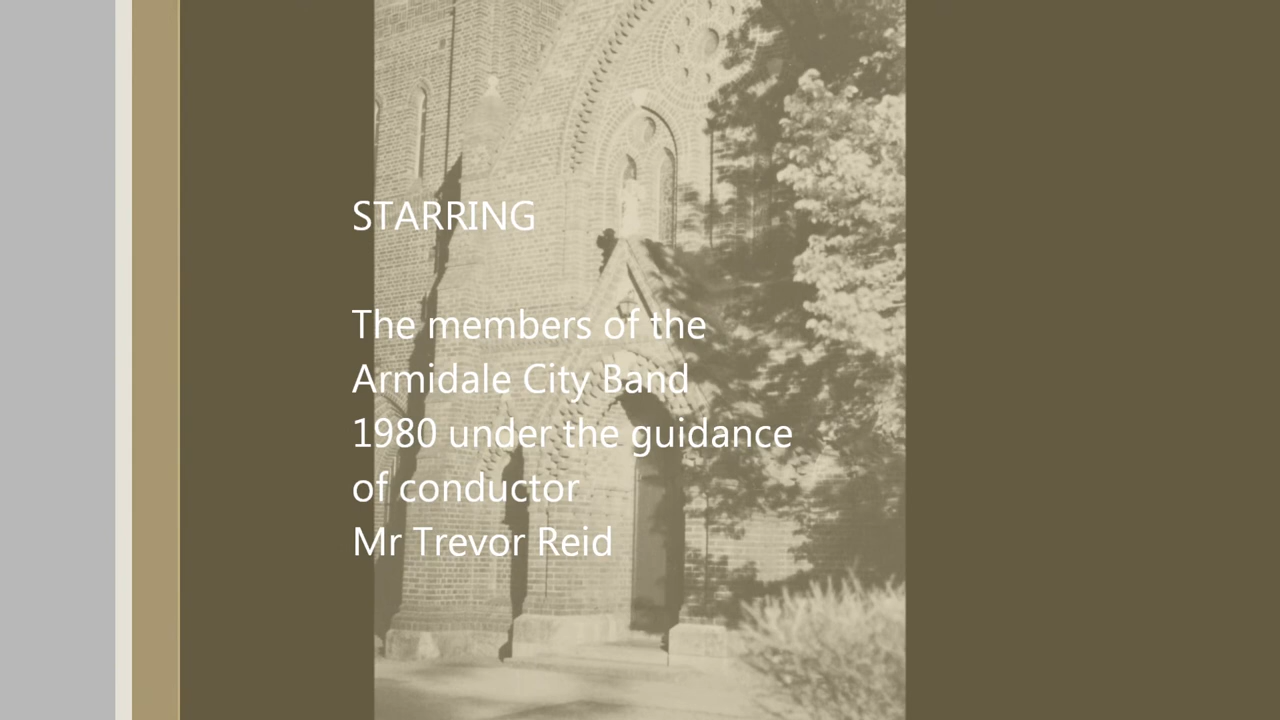 STARRING
The members of the
Armidale City Band
1980 under the guidance
of conductor
Mr Trevor Reid